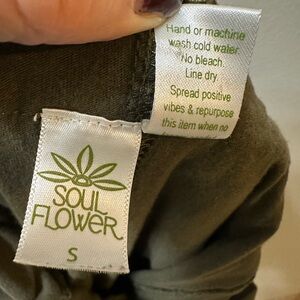 Hand or machine
wash cold water
No bleach.
Line dry.
Spread positive
vibes & repurpose
this item when no
SOUL
FLOWER
S